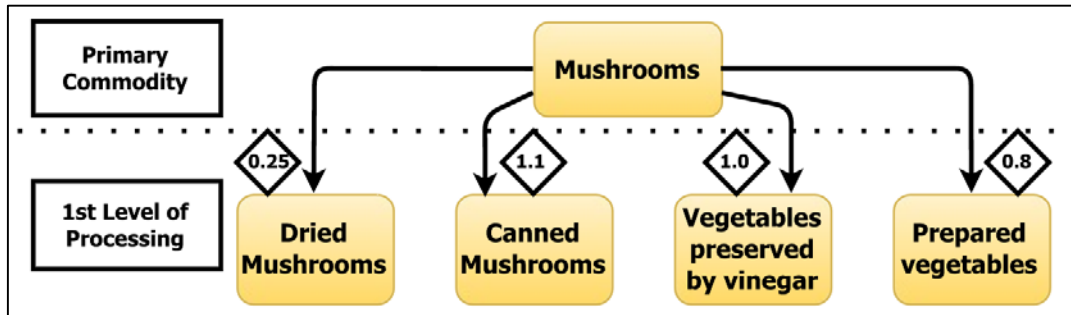 Primary
Commodity
Mushrooms
0.25
1.1
1.0
0.8
1st Level of
Processing
Dried
Mushrooms
Canned
Mushrooms
Vegetables
preserved
by vinegar
Prepared
vegetables